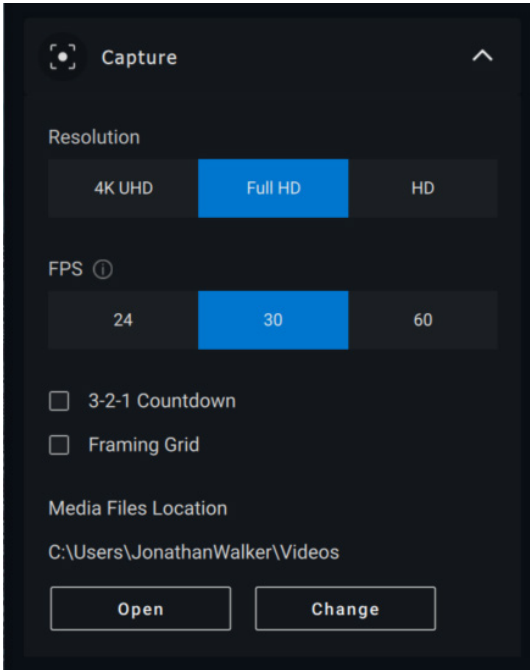 Capture
Resolution
4K UHD Full HD HD
FPS
24 30 60
3-2-1 Countdown
Framing Grid
Media Files Location
C:\Users\JonathanWalker\Videos
Open Change